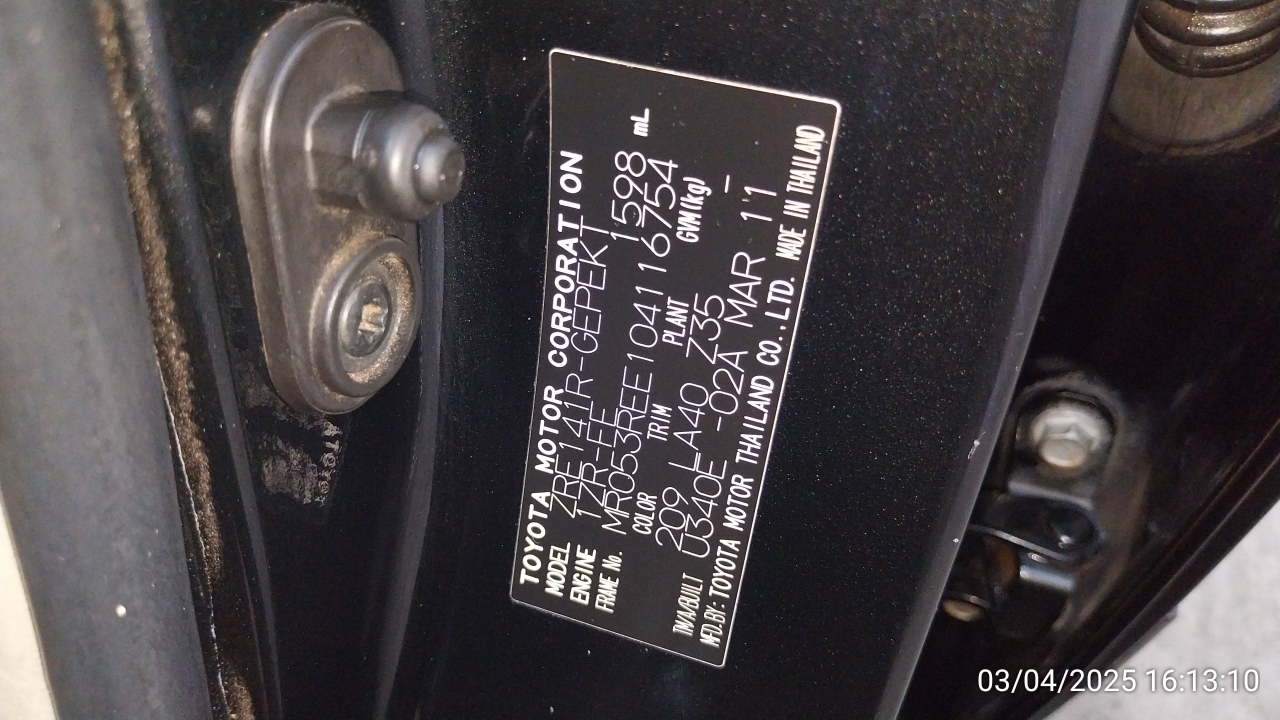 TOYOTA MOTOR CORPORATION
MODEL ZRE141R-GEPEKT
ENGINE 1ZR-FE 1598 mL
FRAME No. MR053REE104116754
COLOR TRIM PLANT GVM(kg)
209 LA40 Z35 —
TM/A/BUILT U340E -02A MAR 11
MFD.BY: TOYOTA MOTOR THAILAND CO.,LTD. MADE IN THAILAND
03/04/2025 16:13:10